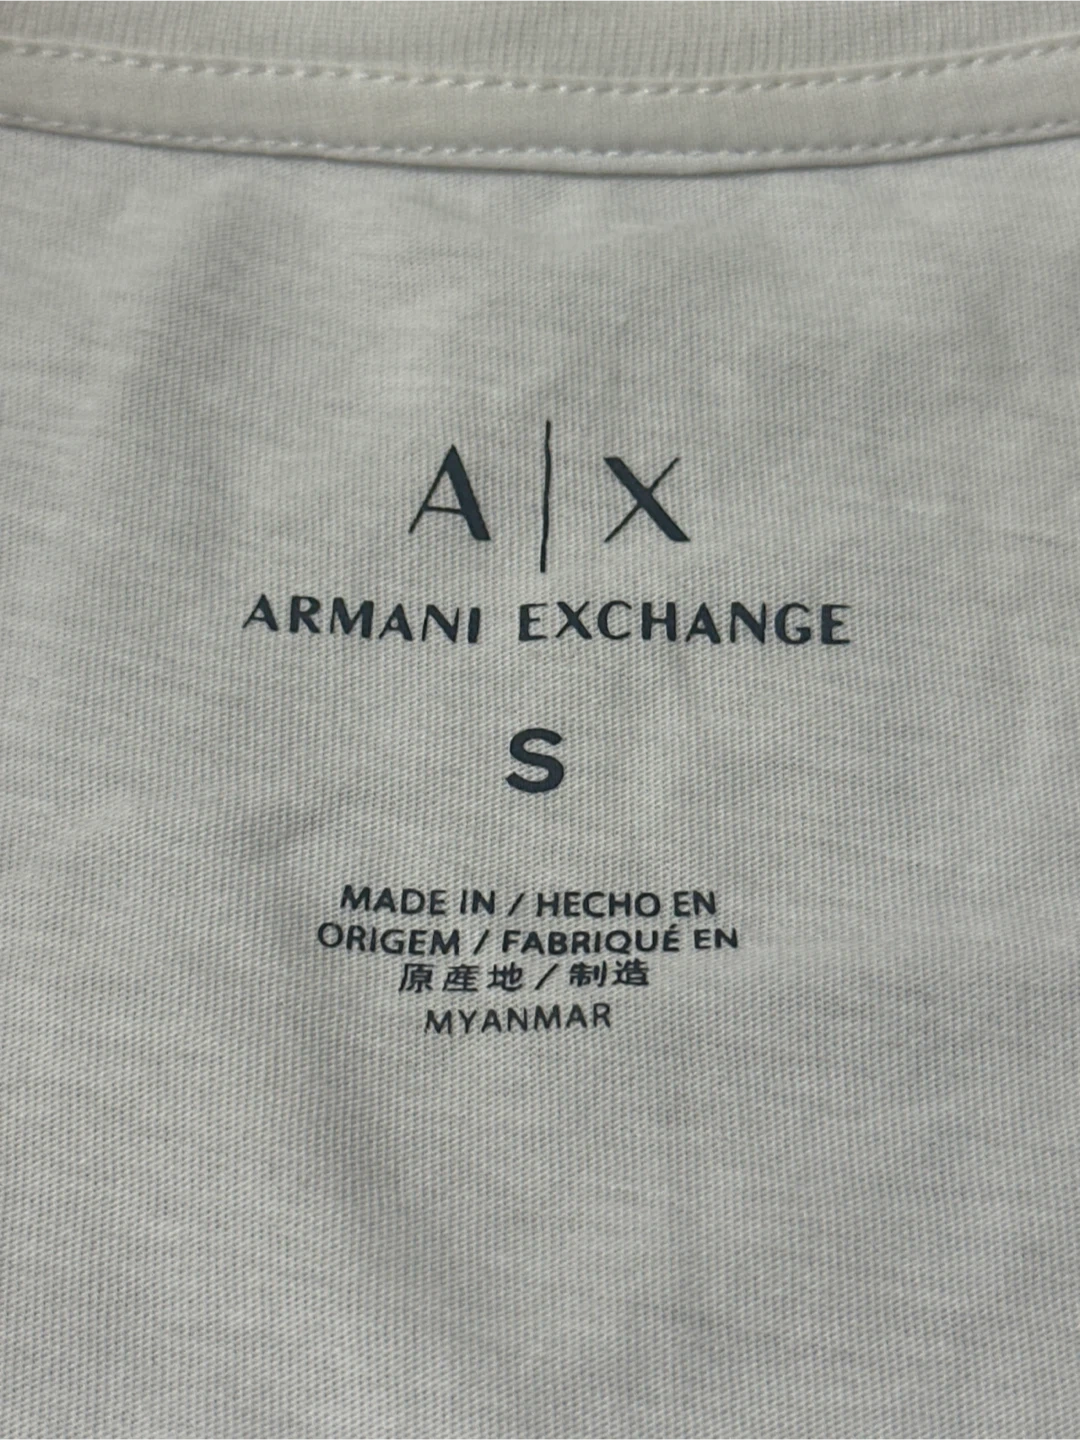 A|X
ARMANI EXCHANGE
S
MADE IN / HECHO EN
ORIGEM / FABRIQUÉ EN
原産地 / 制造
MYANMAR